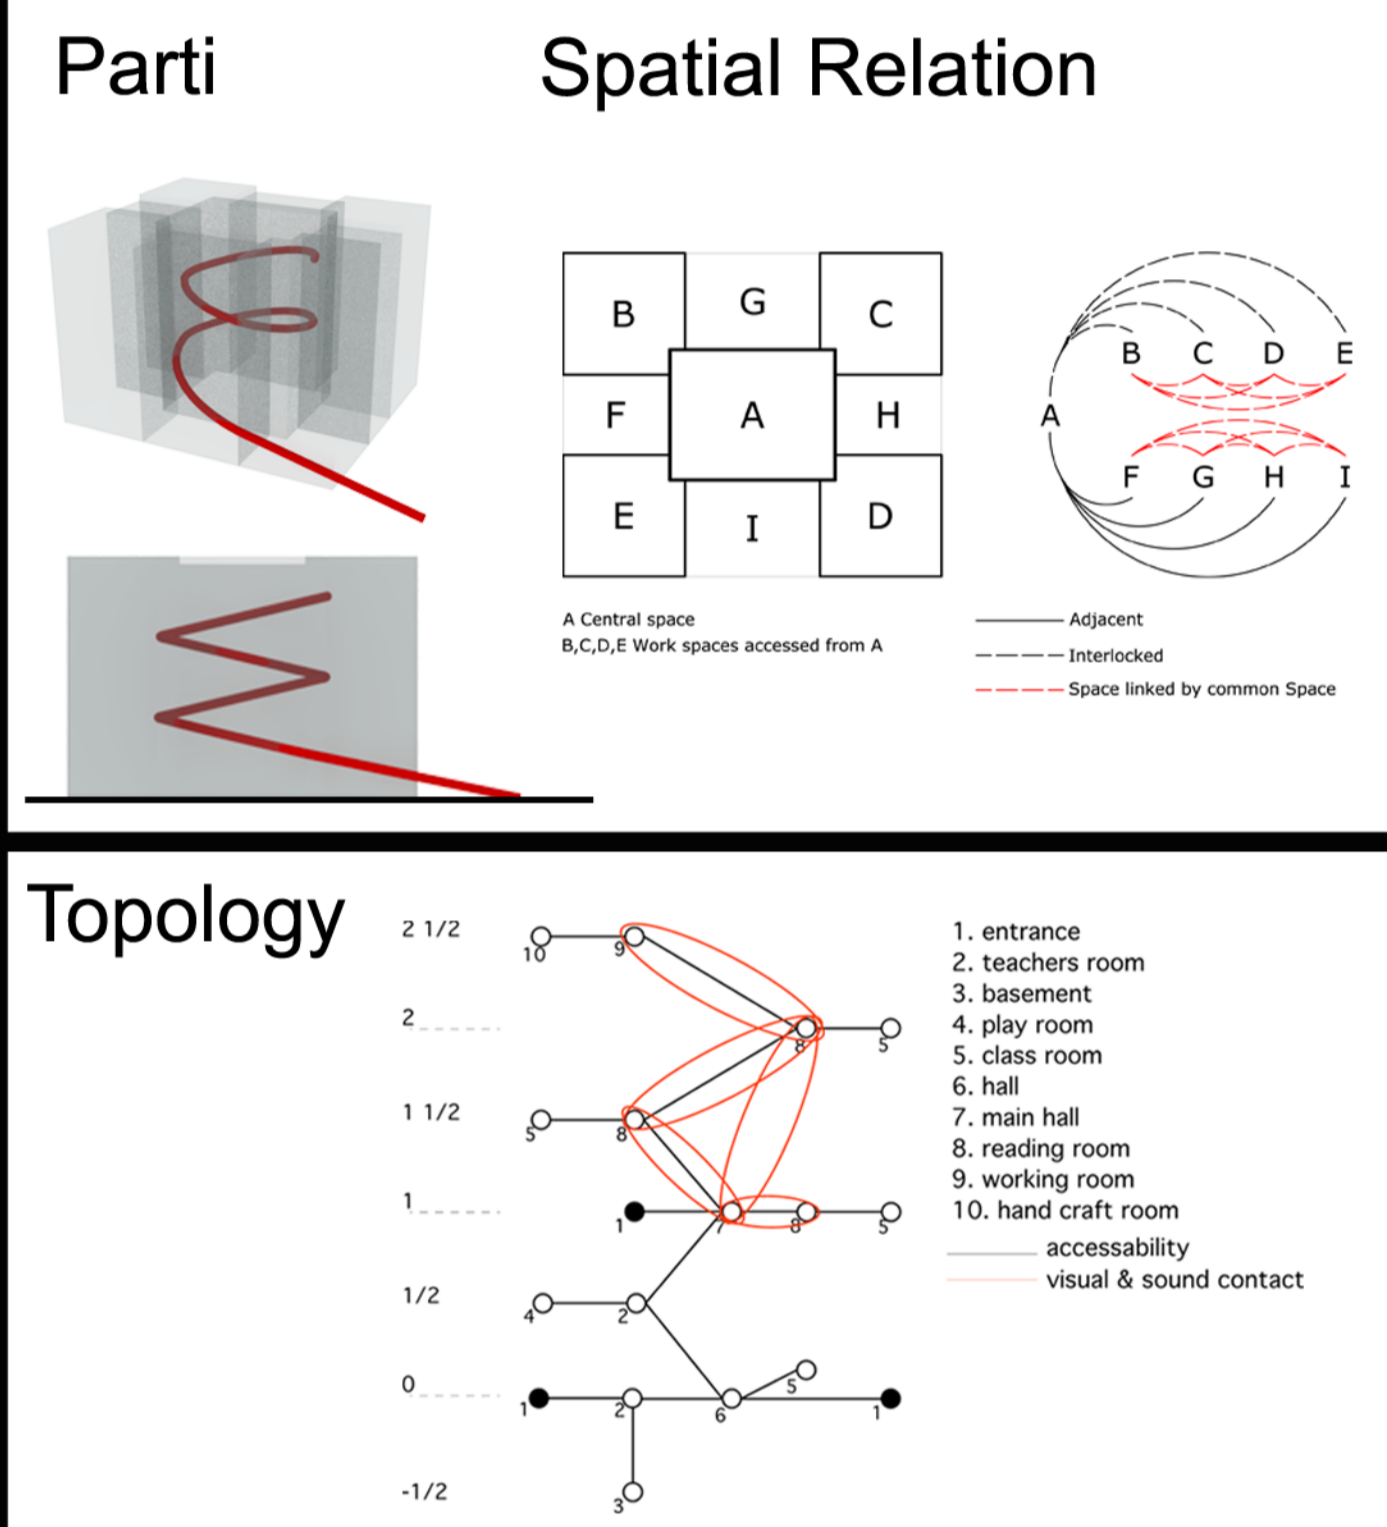 Parti
Spatial Relation
B
G
C
F
A
H
E
I
D
B C D E
A
F G H I
A Central space
B,C,D,E Work spaces accessed from A
Adjacent
Interlocked
Space linked by common Space
Topology
2 1/2
10
9
2
8
5
1 1/2
5
8
1
1
7
8
5
1/2
4
2
0
1
2
6
5
1
-1/2
3
1. entrance
2. teachers room
3. basement
4. play room
5. class room
6. hall
7. main hall
8. reading room
9. working room
10. hand craft room
accessability
visual & sound contact